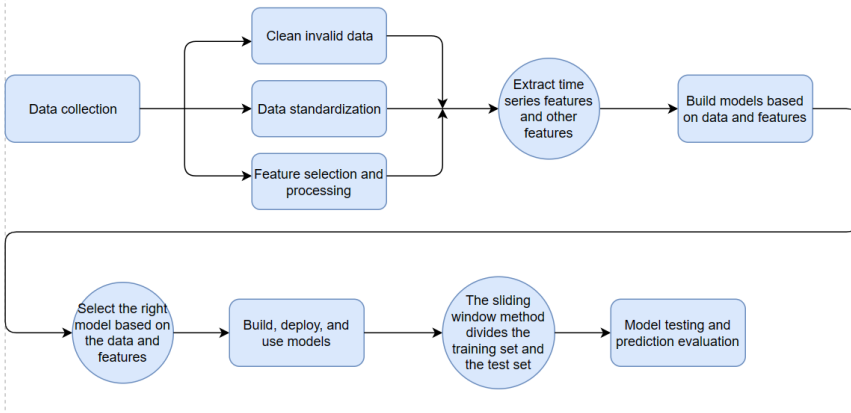 Data collection
Clean invalid data
Data standardization
Feature selection and
processing
Extract time
series features
and other
features
Build models based
on data and features
Select the right
model based on
the data and
features
Build, deploy, and
use models
The sliding
window method
divides the
training set and
the test set
Model testing and
prediction evaluation